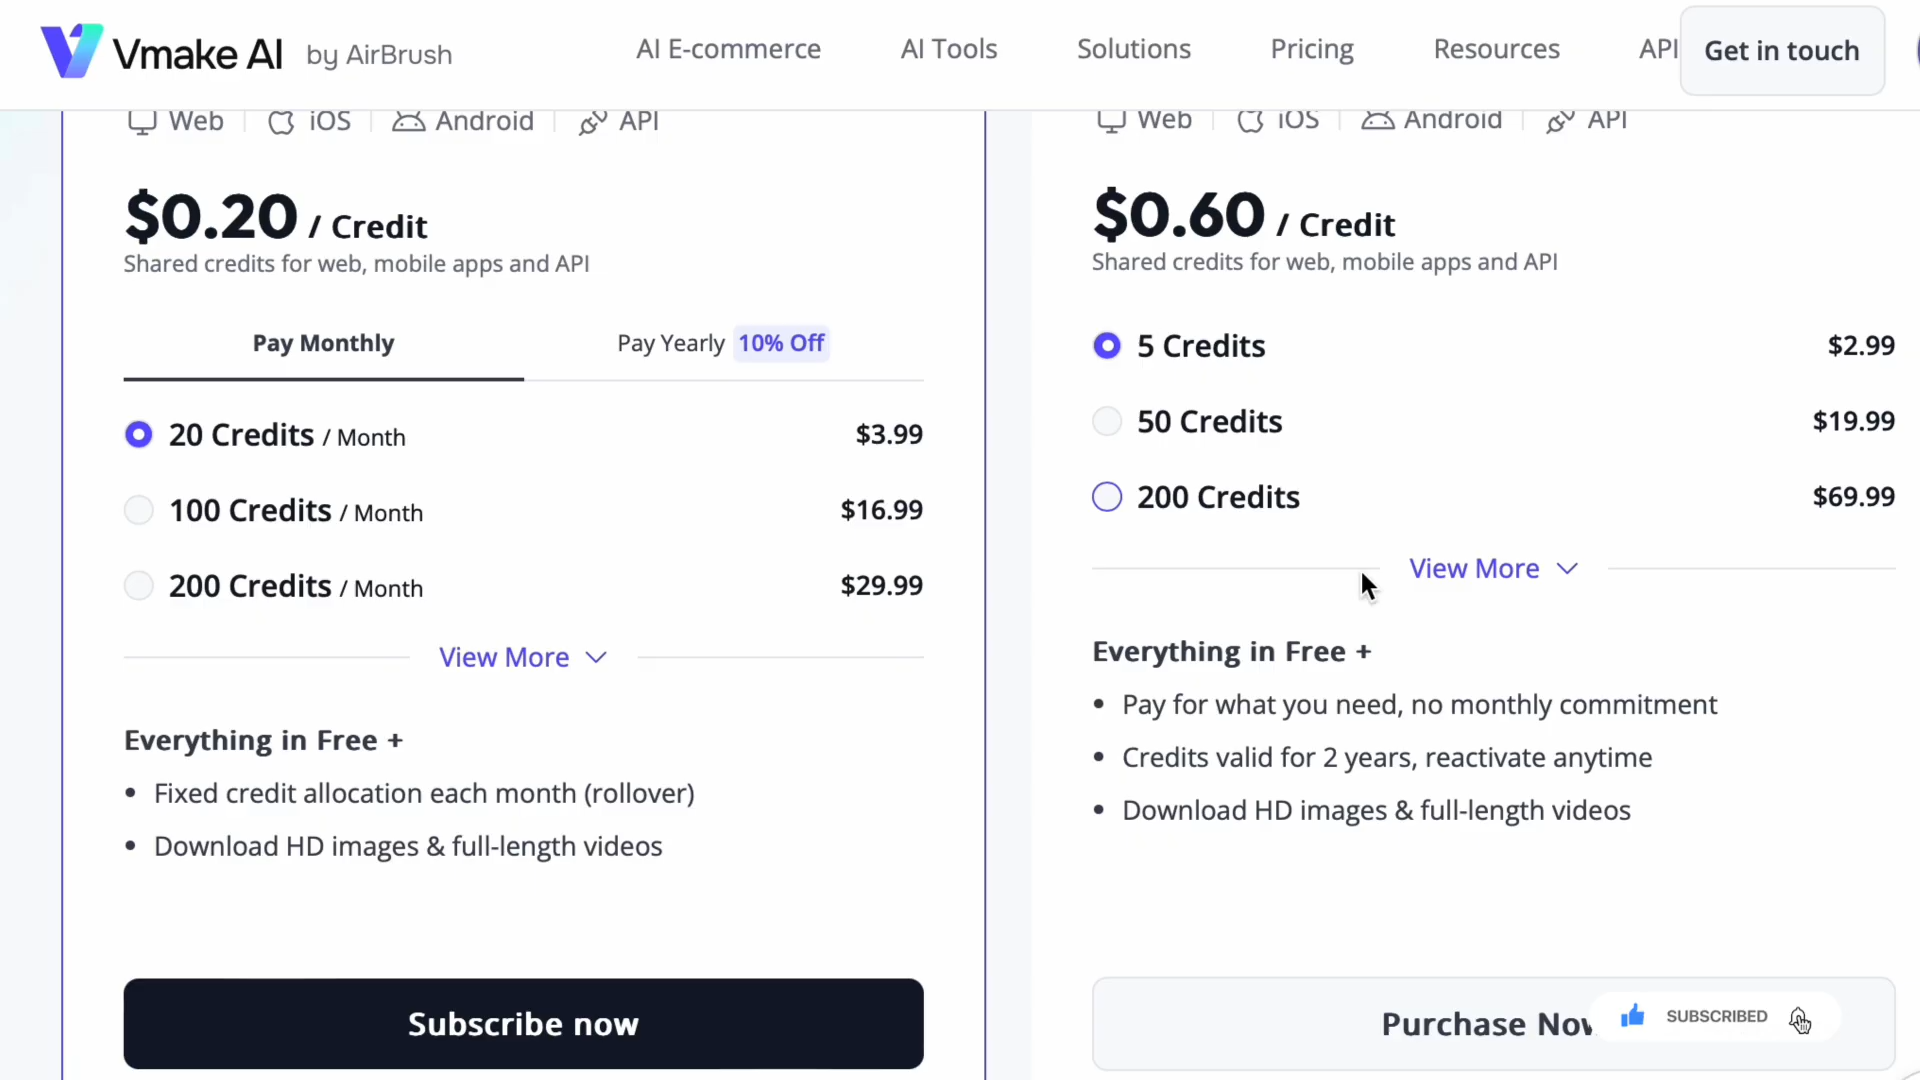 Vmake AI by AirBrush
AI E-commerce
AI Tools
Solutions
Pricing
Resources
API
Get in touch
Web
iOS
Android
API
$0.20 / Credit
Shared credits for web, mobile apps and API
Pay Monthly
Pay Yearly 10% Off
20 Credits / Month $3.99
100 Credits / Month $16.99
200 Credits / Month $29.99
View More
Everything in Free +
• Fixed credit allocation each month (rollover)
• Download HD images & full-length videos
Subscribe now
Web
iOS
Android
API
$0.60 / Credit
Shared credits for web, mobile apps and API
5 Credits $2.99
50 Credits $19.99
200 Credits $69.99
View More
Everything in Free +
• Pay for what you need, no monthly commitment
• Credits valid for 2 years, reactivate anytime
• Download HD images & full-length videos
Purchase Now
SUBSCRIBED